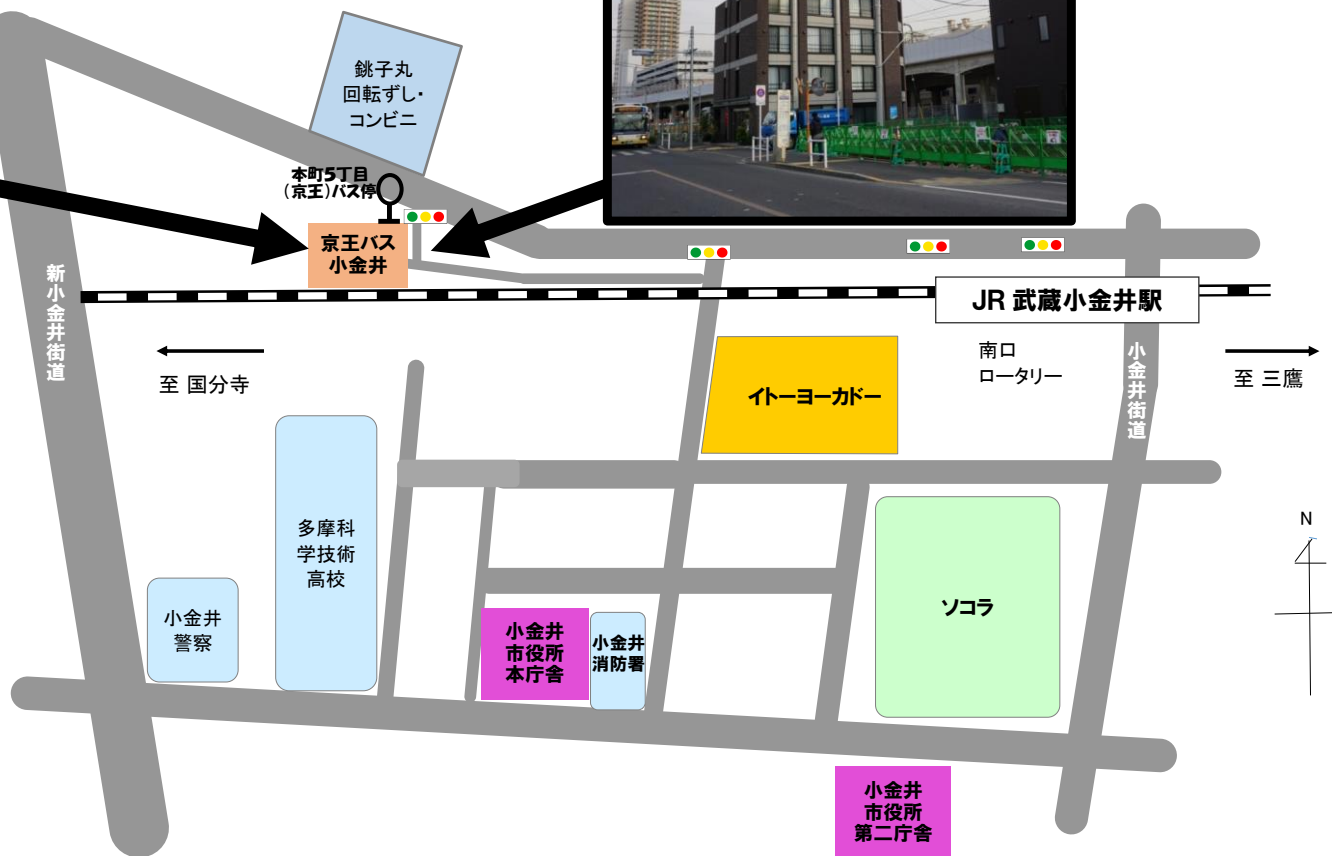 銚子丸
回転ずし・
コンビニ
本町5丁目
(京王)バス停
京王バス
小金井
新小金井街道
JR 武蔵小金井駅
南口
ロータリー
小金井街道
至 国分寺
至 三鷹
イトーヨーカドー
多摩科
学技術
高校
N
ソコラ
小金井
警察
小金井
市役所
本庁舎
小金井
消防署
小金井
市役所
第二庁舎